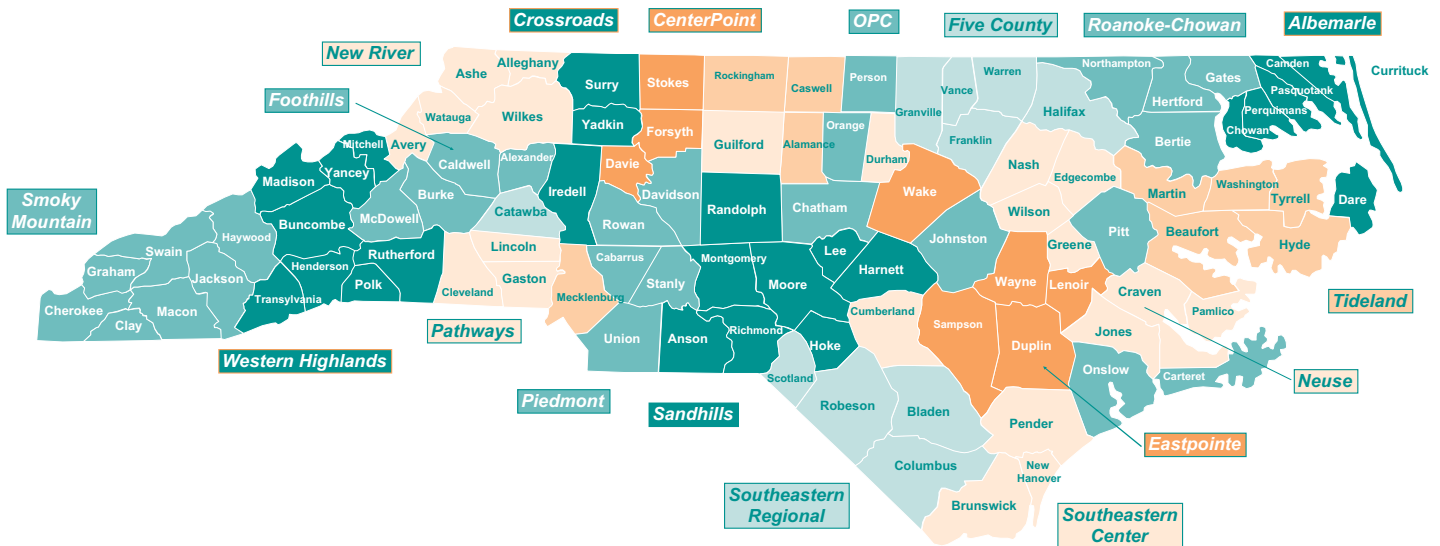 Crossroads
CenterPoint
OPC
Five County
Roanoke-Chowan
Albemarle
New River
Foothills
Smoky
Mountain
Western Highlands
Pathways
Piedmont
Sandhills
Southeastern
Regional
Southeastern
Center
Eastpointe
Neuse
Tideland
Ashe
Alleghany
Surry
Stokes
Rockingham
Caswell
Person
Granville
Vance
Warren
Northampton
Gates
Camden
Currituck
Pasquotank
Perquimans
Chowan
Hertford
Halifax
Bertie
Watauga
Wilkes
Yadkin
Forsyth
Guilford
Alamance
Orange
Durham
Franklin
Nash
Edgecombe
Martin
Washington
Tyrrell
Dare
Mitchell
Avery
Caldwell
Alexander
Davie
Iredell
Davidson
Randolph
Chatham
Wake
Wilson
Pitt
Beaufort
Hyde
Madison
Yancey
Burke
McDowell
Catawba
Rowan
Buncombe
Haywood
Swain
Graham
Jackson
Cherokee
Clay
Macon
Transylvania
Henderson
Polk
Rutherford
Cleveland
Lincoln
Gaston
Mecklenburg
Cabarrus
Stanly
Union
Anson
Montgomery
Richmond
Moore
Lee
Harnett
Hoke
Scotland
Cumberland
Johnston
Greene
Wayne
Lenoir
Craven
Pamlico
Jones
Sampson
Duplin
Onslow
Carteret
Robeson
Bladen
Pender
Columbus
New
Hanover
Brunswick